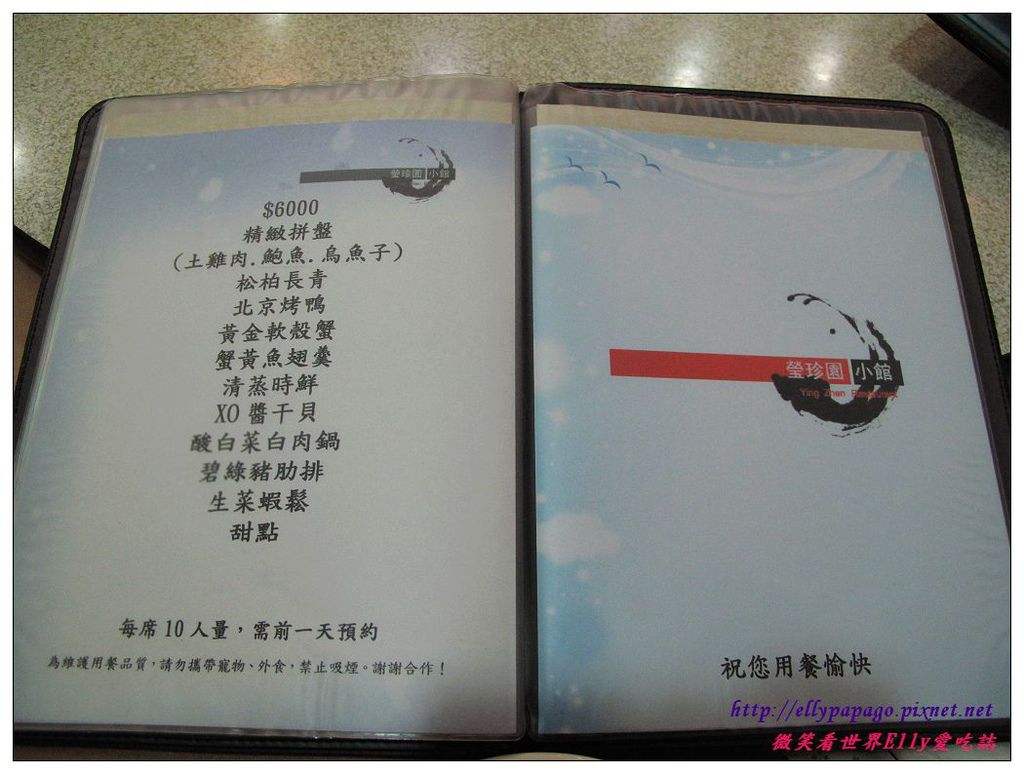 瑩珍園 小館
$6000
精緻拼盤
(土雞肉.鮑魚.烏魚子)
松柏長青
北京烤鴨
黃金軟殼蟹
蟹黃魚翅羹
清蒸時鮮
XO 醬干貝
酸白菜白肉鍋
碧綠豬肋排
生菜蝦鬆
甜點
每席 10 人量，需前一天預約
為維護用餐品質，請勿攜帶寵物、外食，禁止吸煙。謝謝合作！
瑩珍園 小館
Ying Zhen Restaurant
祝您用餐愉快
http://ellypapago.pixnet.net
微笑看世界Elly愛吃誌